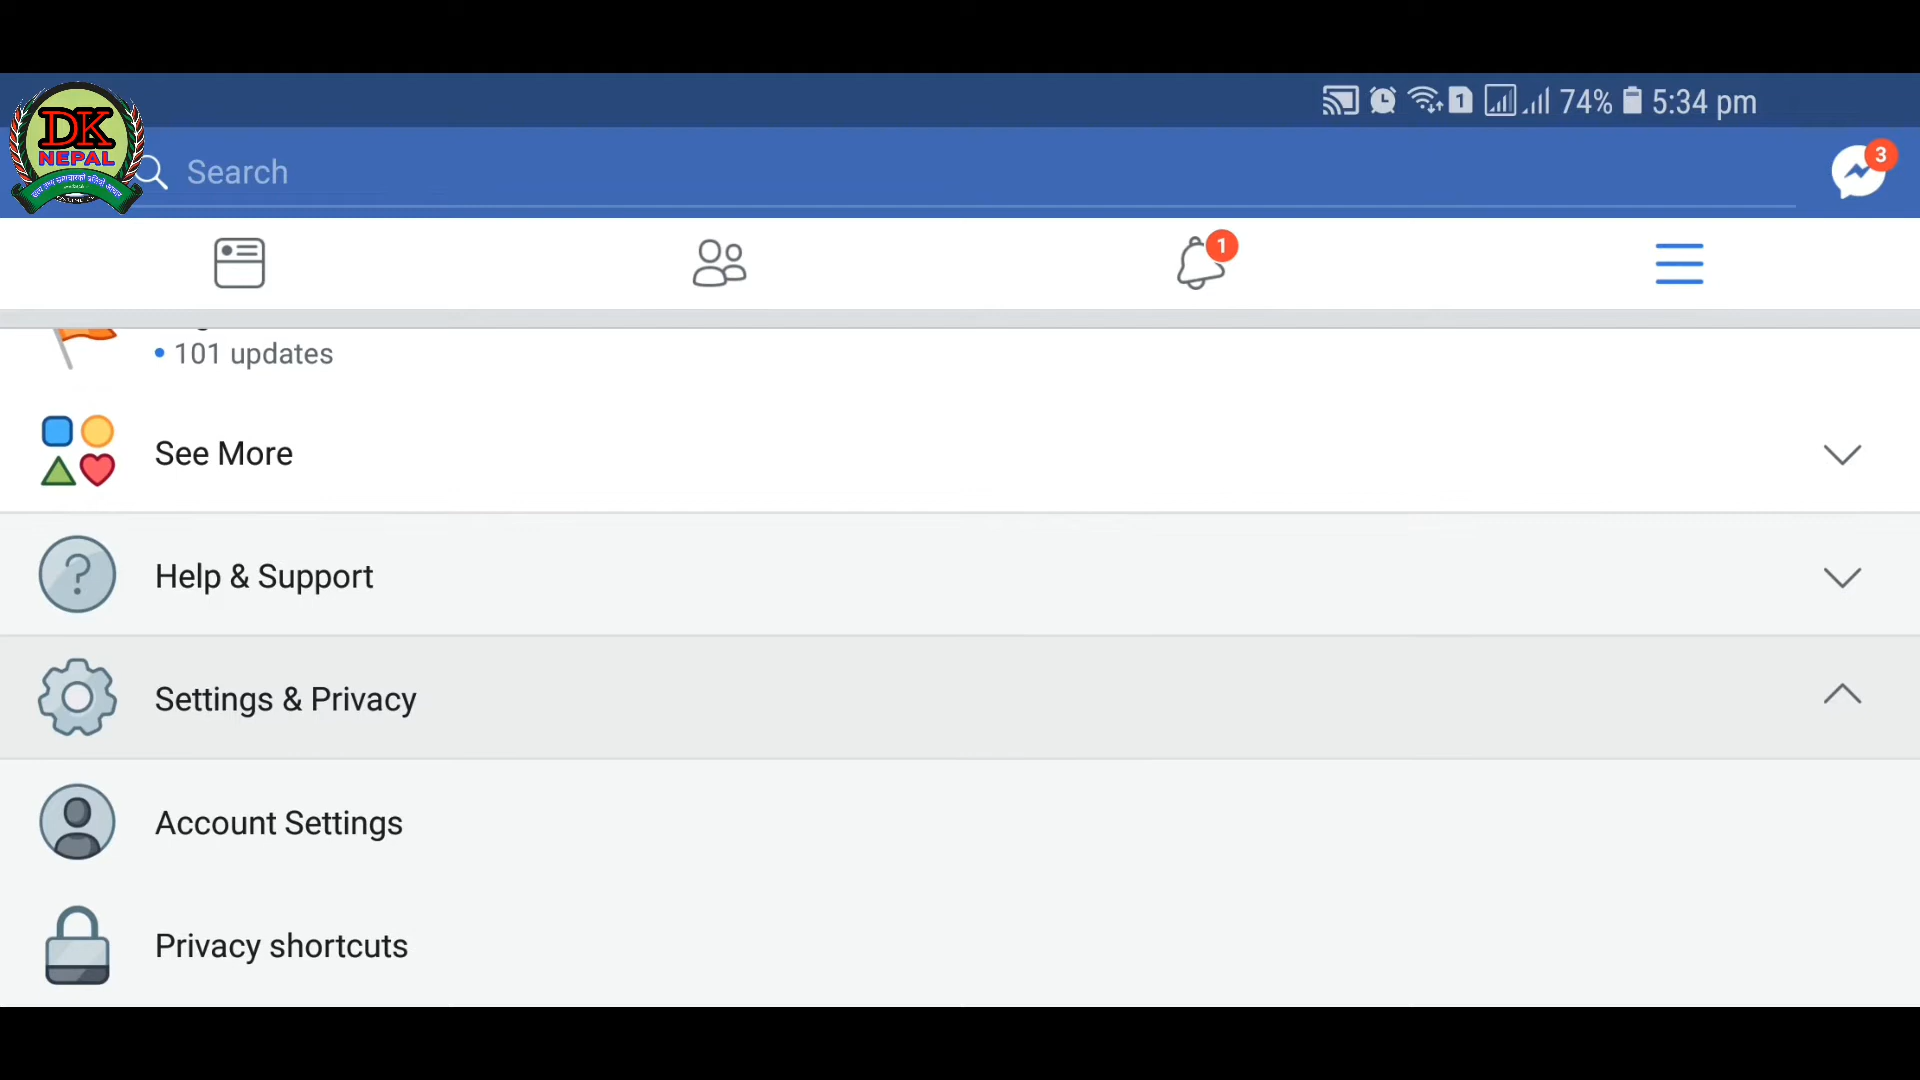 1 74% 5:34 pm
DK
NEPAL
Search
3
1
• 101 updates
See More
Help & Support
Settings & Privacy
Account Settings
Privacy shortcuts